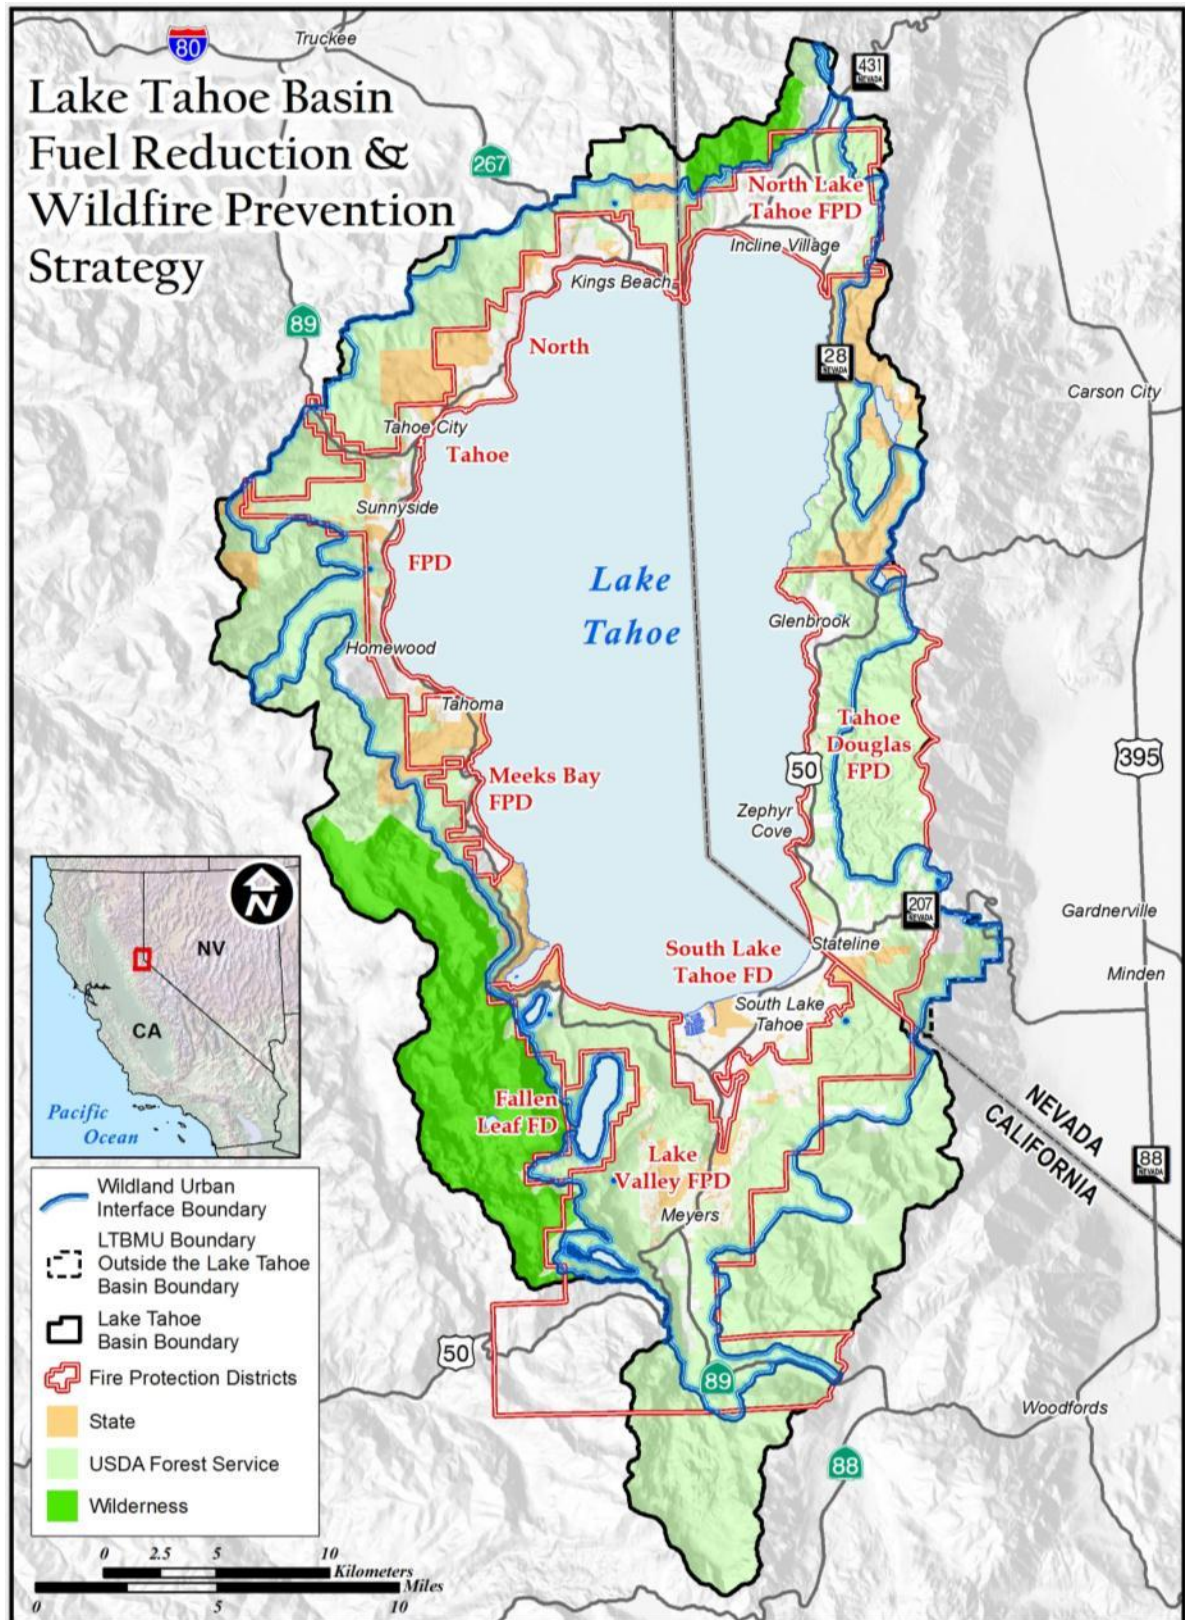 80
Truckee
Lake Tahoe Basin
Fuel Reduction &
Wildfire Prevention
Strategy
431
NEVADA
267
North Lake
Tahoe FPD
Incline Village
Kings Beach
89
North
28
NEVADA
Carson City
Tahoe City
Tahoe
Sunnyside
FPD
Lake
Tahoe
Glenbrook
Homewood
Tahoma
Tahoe
Douglas
FPD
50
395
Meeks Bay
FPD
Zephyr
Cove
207
NEVADA
Gardnerville
Stateline
South Lake
Tahoe FD
Minden
South Lake
Tahoe
N
NV
CA
Pacific
Ocean
Fallen
Leaf FD
Lake
Valley FPD
Meyers
NEVADA
CALIFORNIA
88
NEVADA
50
89
Woodfords
88
Wildland Urban
Interface Boundary
LTBMU Boundary
Outside the Lake Tahoe
Basin Boundary
Lake Tahoe
Basin Boundary
Fire Protection Districts
State
USDA Forest Service
Wilderness
0 2.5 5 10
Kilometers
Miles
0 5 10